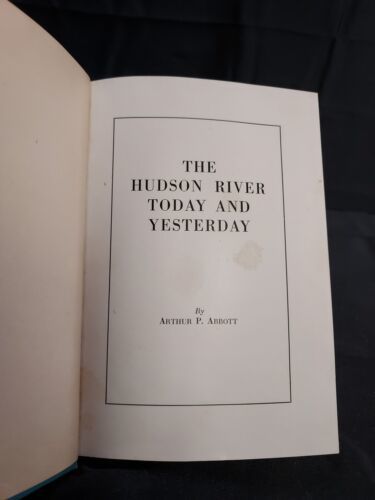 THE
HUDSON RIVER
TODAY AND
YESTERDAY
By
ARTHUR P. ABBOTT